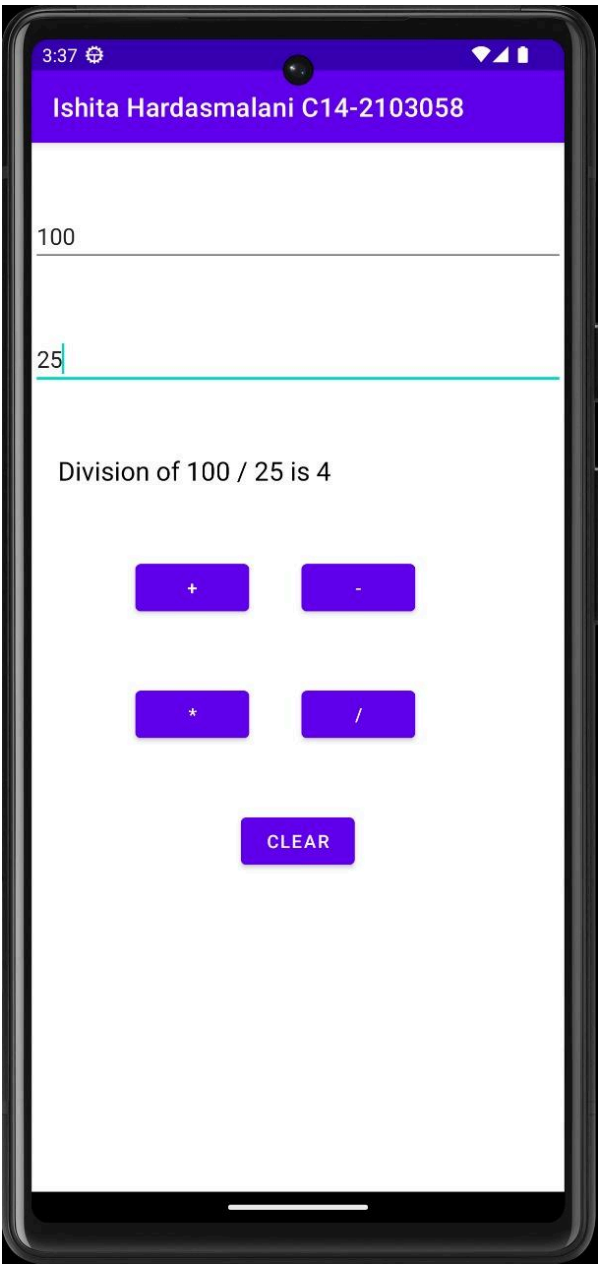 3:37
Ishita Hardasmalani C14-2103058
100
25
Division of 100 / 25 is 4
+ -
* /
CLEAR